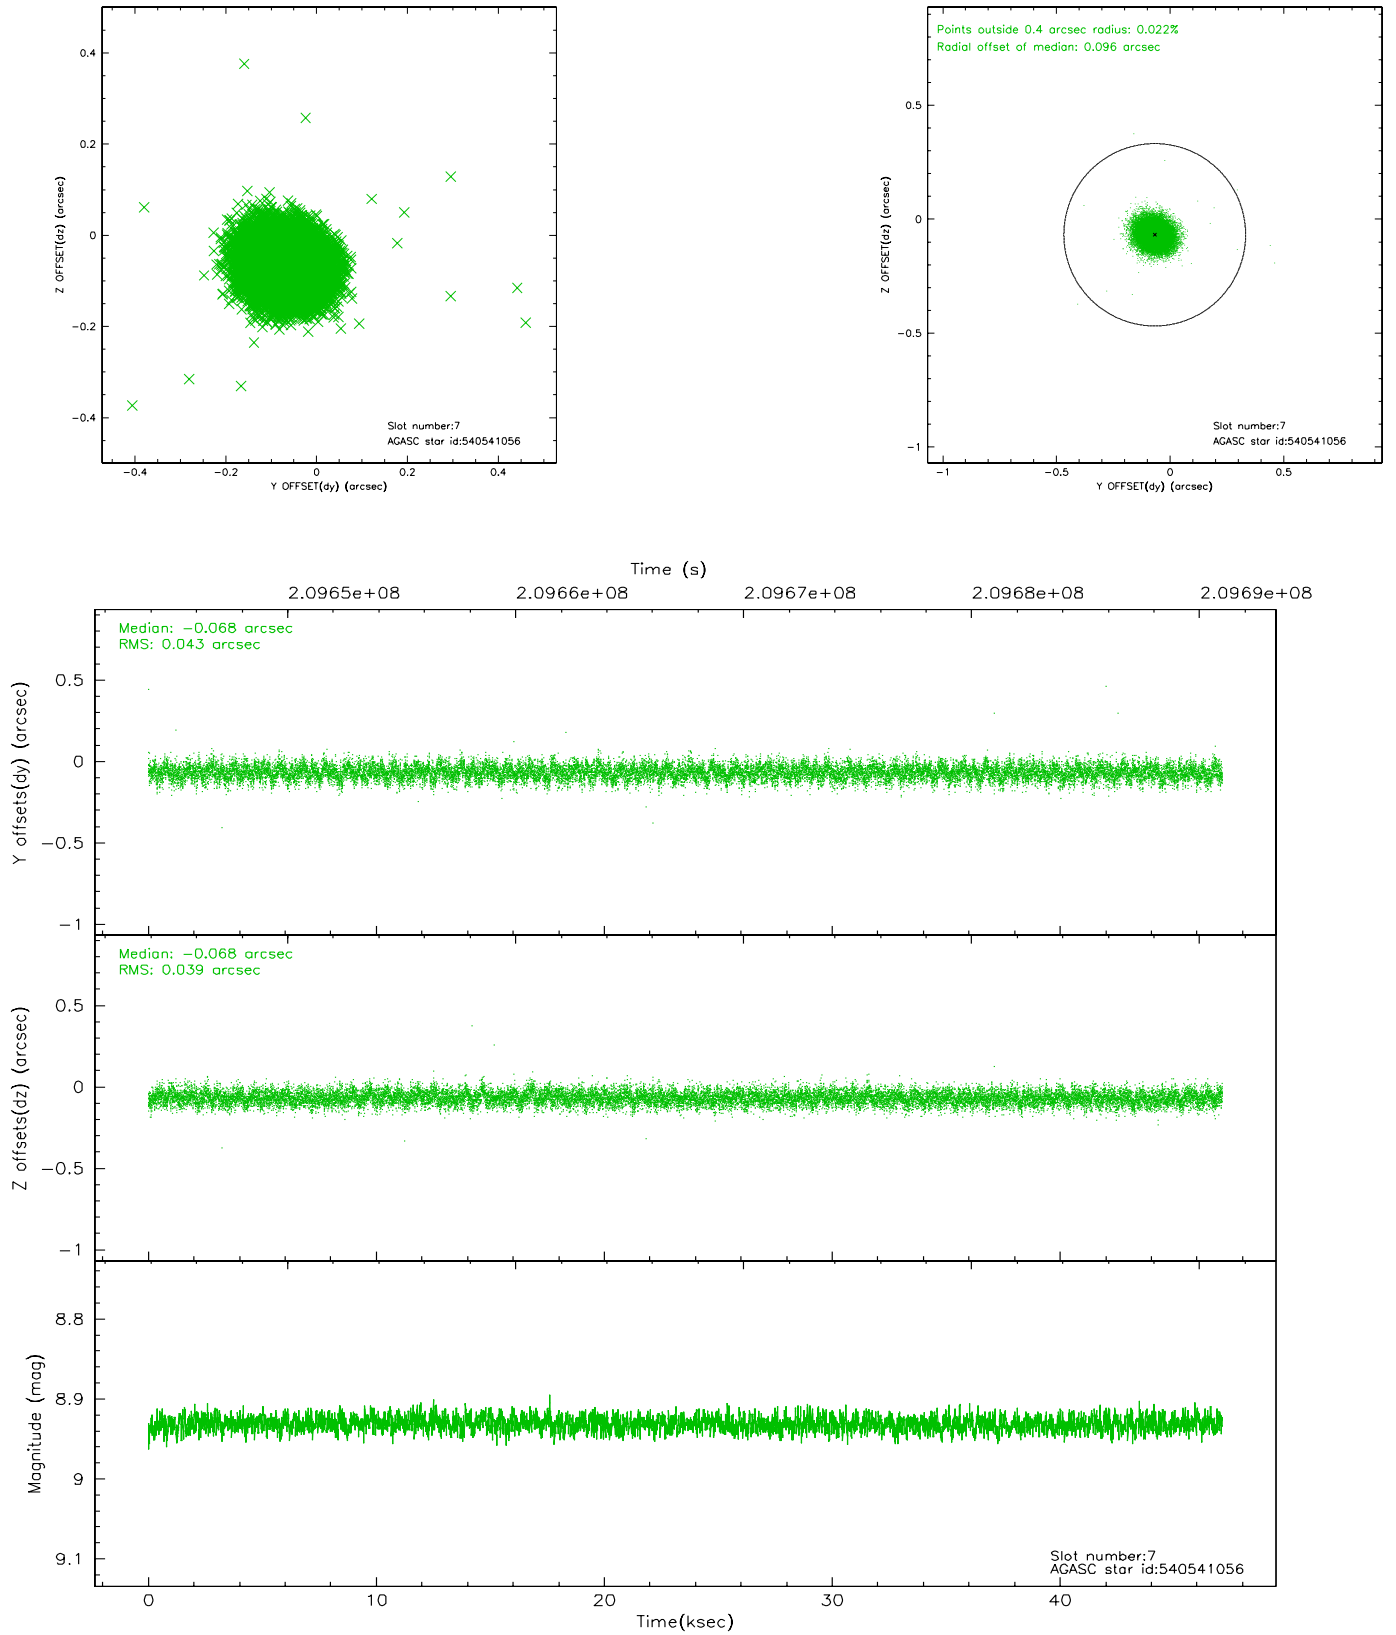 0.4
0.2
0
−0.2
−0.4
Z OFFSET(dz) (arcsec)
Slot number:7
AGASC star id:540541056
−0.4 −0.2 0 0.2 0.4
Y OFFSET(dy) (arcsec)
Points outside 0.4 arcsec radius: 0.022%
Radial offset of median: 0.096 arcsec
0.5
0
−0.5
−1
Z OFFSET(dz) (arcsec)
Slot number:7
AGASC star id:540541056
−1 −0.5 0 0.5
Y OFFSET(dy) (arcsec)
Time (s)
2.0965e+08 2.0966e+08 2.0967e+08 2.0968e+08 2.0969e+08
Median: −0.068 arcsec
RMS: 0.043 arcsec
0.5
0
−0.5
−1
Y offsets(dy) (arcsec)
Median: −0.068 arcsec
RMS: 0.039 arcsec
0.5
0
−0.5
−1
Z offsets(dz) (arcsec)
8.8
8.9
9
9.1
Magnitude (mag)
Slot number:7
AGASC star id:540541056
0 10 20 30 40
Time(ksec)